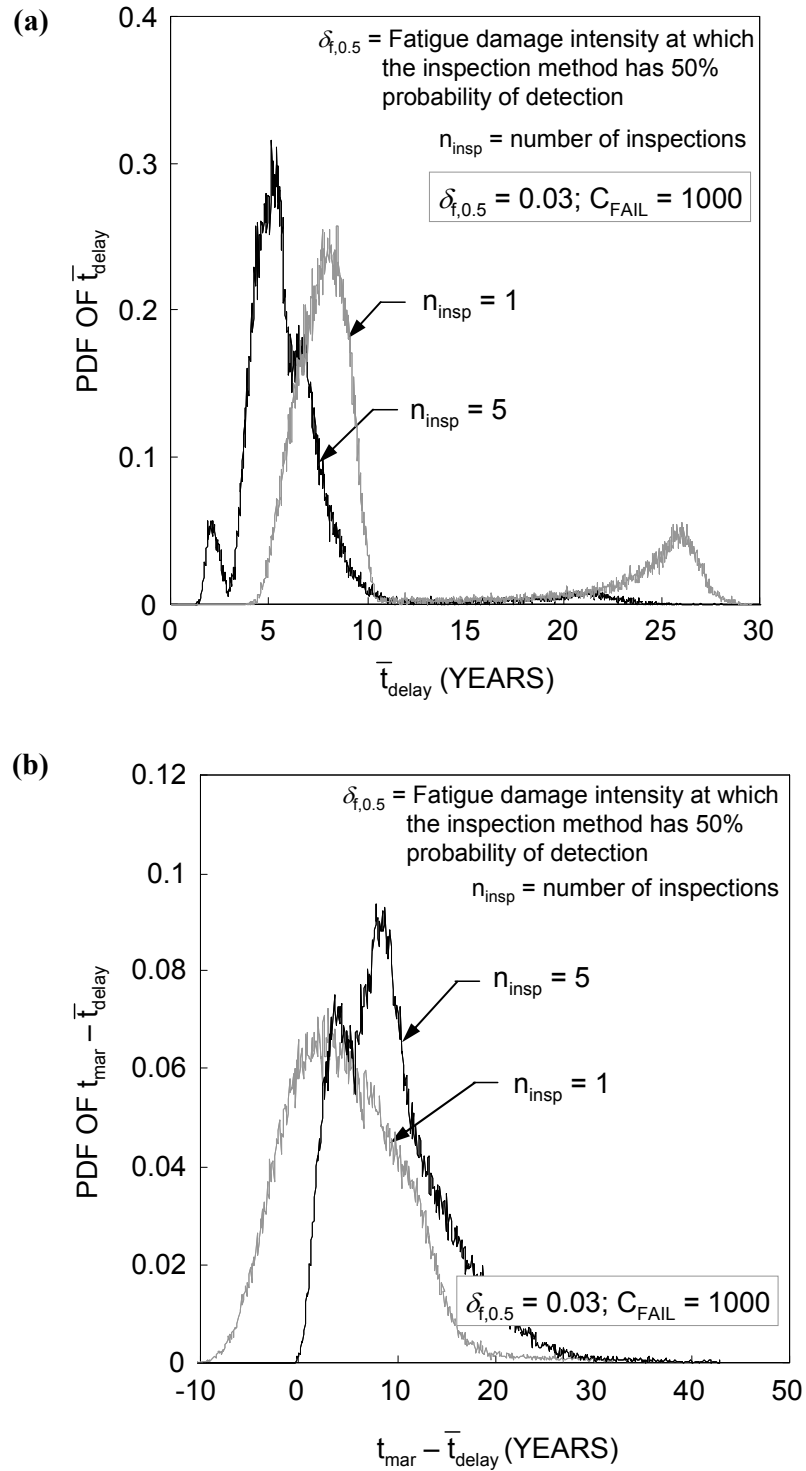 (a)
0.4
0.3
0.2
0.1
0
PDF OF t̅delay
δf,0.5 = Fatigue damage intensity at which
the inspection method has 50%
probability of detection
ninsp = number of inspections
δf,0.5 = 0.03; CFAIL = 1000
ninsp = 1
ninsp = 5
0 5 10 15 20 25 30
t̅delay (YEARS)
(b)
0.12
0.1
0.08
0.06
0.04
0.02
0
PDF OF tmar – t̅delay
δf,0.5 = Fatigue damage intensity at which
the inspection method has 50%
probability of detection
ninsp = number of inspections
ninsp = 5
ninsp = 1
δf,0.5 = 0.03; CFAIL = 1000
-10 0 10 20 30 40 50
tmar – t̅delay (YEARS)